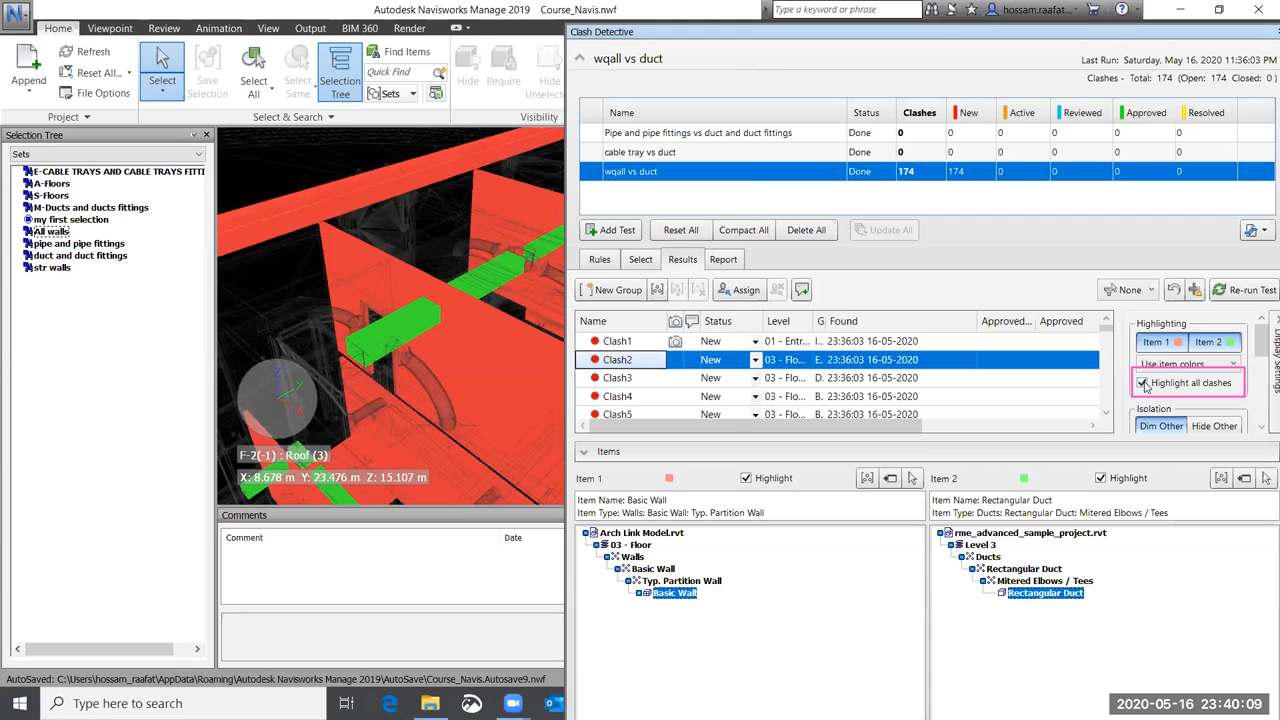 Autodesk Navisworks Manage 2019 Course_Navis.nwf
Type a keyword or phrase
hossam.raafat...
Home Viewpoint Review Animation View Output BIM 360 Render
Append
Refresh
Reset All...
File Options
Project
Select
Save Selection
Select All
Select Same
Selection Tree
Find Items
Quick Find
Sets
Select & Search
Hide
Require
Hide Unselected
Visibility
Selection Tree
Sets
E-CABLE TRAYS AND CABLE TRAYS FITTI
A-Floors
S-Floors
M-Ducts and ducts fittings
my first selection
All walls
pipe and pipe fittings
duct and duct fittings
str walls
F-2(-1) : Roof (3)
X: 8.678 m Y: 23.476 m Z: 15.107 m
Comments
Comment Date
Clash Detective
wqall vs duct
Last Run: Saturday, May 16, 2020 11:36:03 PM
Clashes - Total: 174 (Open: 174 Closed: 0)
Name Status Clashes New Active Reviewed Approved Resolved
Pipe and pipe fittings vs duct and duct fittings Done 0 0 0 0 0 0
cable tray vs duct Done 0 0 0 0 0 0
wqall vs duct Done 174 174 0 0 0 0
Add Test Reset All Compact All Delete All Update All
Rules Select Results Report
New Group Assign None Re-run Test
Name Status Level G Found Approved... Approved
Clash1 New 01 - Entr... I... 23:36:03 16-05-2020
Clash2 New 03 - Flo... E. 23:36:03 16-05-2020
Clash3 New 03 - Flo... D. 23:36:03 16-05-2020
Clash4 New 03 - Flo... B. 23:36:03 16-05-2020
Clash5 New 03 - Flo... B. 23:36:03 16-05-2020
Highlighting
Item 1 Item 2
Use item colors
Highlight all clashes
Isolation
Dim Other Hide Other
Display Settings
Items
Item 1 Highlight
Item Name: Basic Wall
Item Type: Walls: Basic Wall: Typ. Partition Wall
Arch Link Model.rvt
03 - Floor
Walls
Basic Wall
Typ. Partition Wall
Basic Wall
Item 2 Highlight
Item Name: Rectangular Duct
Item Type: Ducts: Rectangular Duct: Mitered Elbows / Tees
rme_advanced_sample_project.rvt
Level 3
Ducts
Rectangular Duct
Mitered Elbows / Tees
Rectangular Duct
AutoSaved: C:\Users\hossam_raafat\AppData\Roaming\Autodesk Navisworks Manage 2019\AutoSave\Course_Navis.Autosave9.nwf
Type here to search
2020-05-16 23:40:09